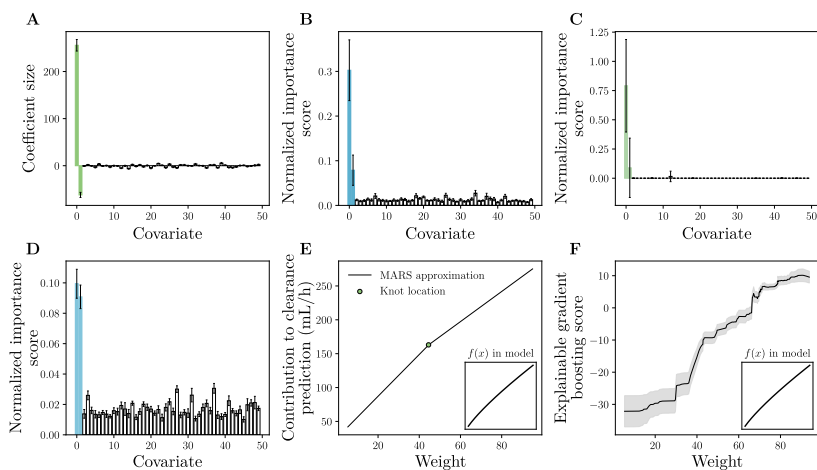 A
Coefficient size
200
100
0
0
10
20
30
40
50
Covariate
B
Normalized importance
score
0.3
0.2
0.1
0.0
0
10
20
30
40
50
Covariate
C
Normalized importance
score
1.25
1.00
0.75
0.50
0.25
0.00
0
10
20
30
40
50
Covariate
D
Normalized importance
score
0.10
0.08
0.06
0.04
0.02
0.00
0
10
20
30
40
50
Covariate
E
Contribution to clearance
prediction (mL/h)
250
200
150
100
50
MARS approximation
Knot location
f(x) in model
20
40
60
80
Weight
F
Explainable gradient
boosting score
10
0
−10
−20
−30
f(x) in model
20
40
60
80
Weight